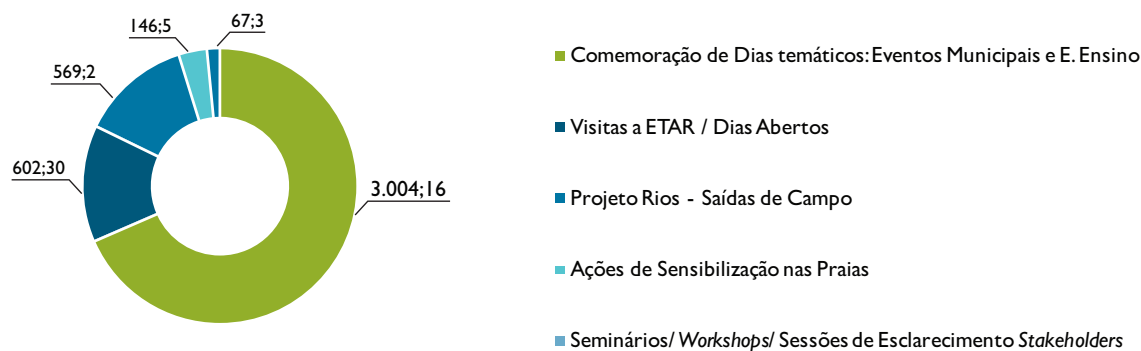 146;5
67;3
569;2
602;30
3.004;16
Comemoração de Dias temáticos: Eventos Municipais e E. Ensino
Visitas a ETAR / Dias Abertos
Projeto Rios - Saídas de Campo
Ações de Sensibilização nas Praias
Seminários/ Workshops/ Sessões de Esclarecimento Stakeholders